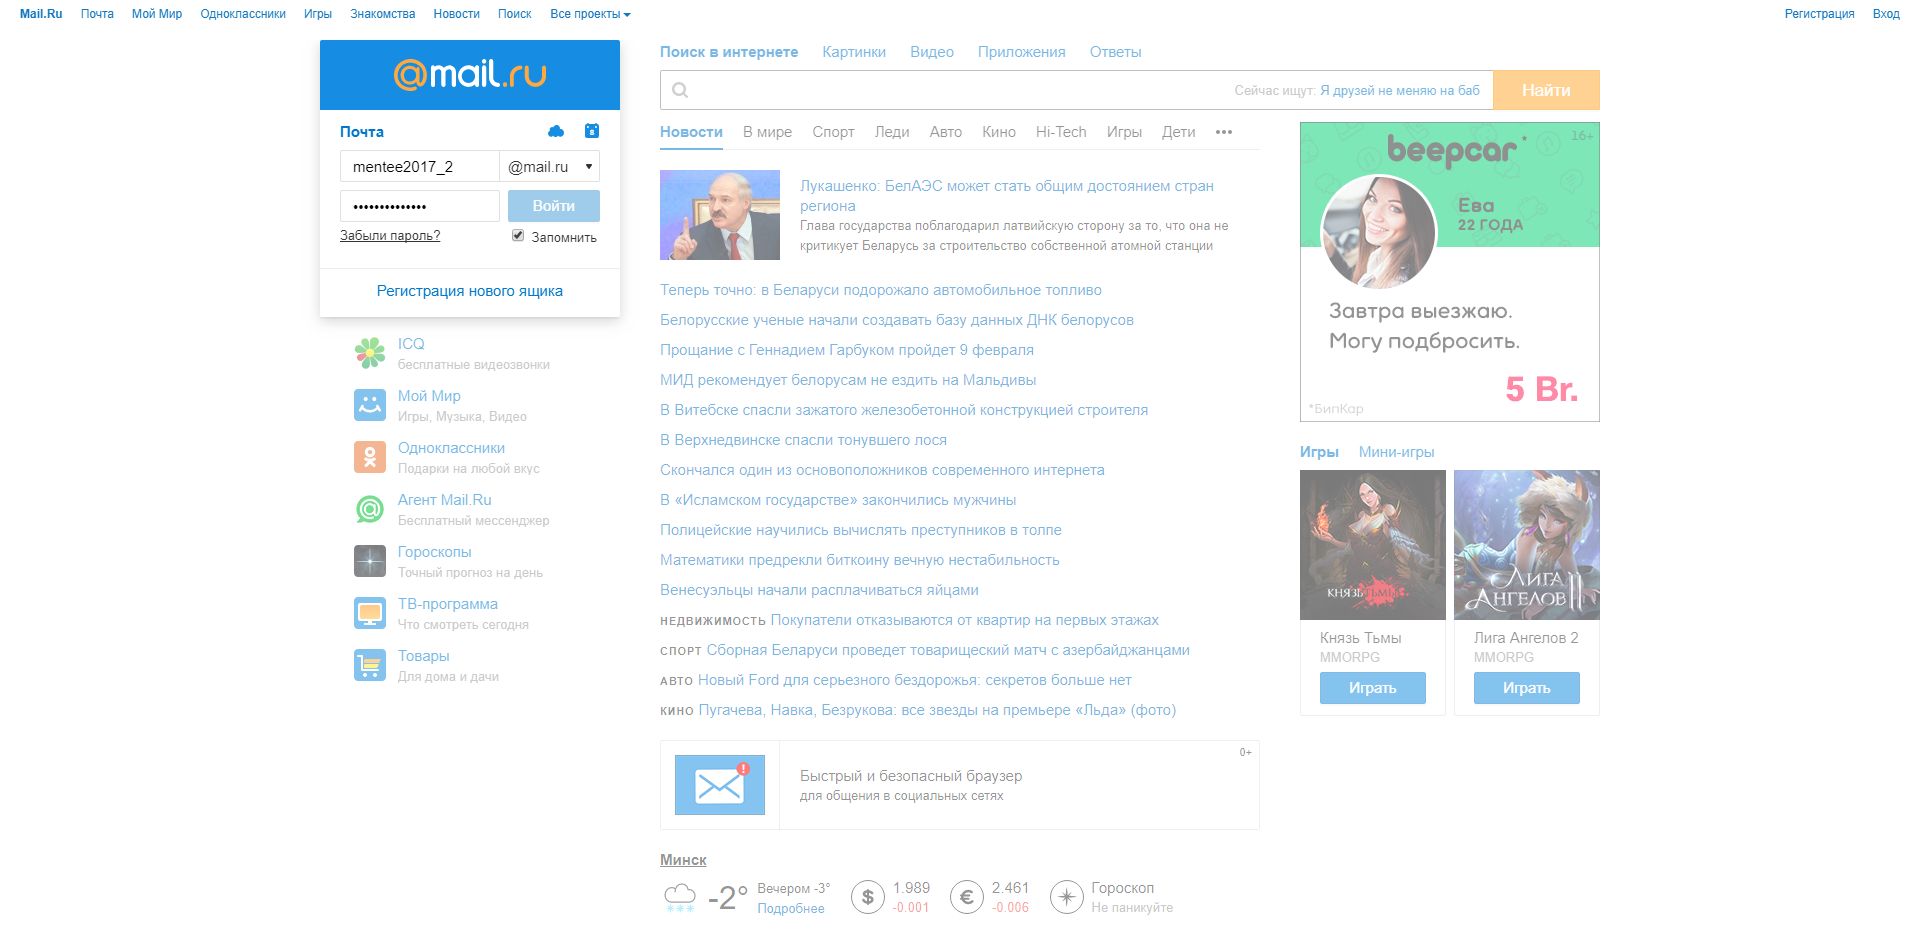 Mail.Ru Почта Мой Мир Одноклассники Игры Знакомства Новости Поиск Все проекты Регистрация Вход
@mail.ru
Почта
mentee2017_2 @mail.ru
Войти
Забыли пароль? Запомнить
Регистрация нового ящика
ICQ
бесплатные видеозвонки
Мой Мир
Игры, Музыка, Видео
Одноклассники
Подарки на любой вкус
Агент Mail.Ru
Бесплатный мессенджер
Гороскопы
Точный прогноз на день
ТВ-программа
Что смотреть сегодня
Товары
Для дома и дачи
Поиск в интернете Картинки Видео Приложения Ответы
Сейчас ищут: Я друзей не меняю на баб Найти
Новости В мире Спорт Леди Авто Кино Hi-Tech Игры Дети •••
Лукашенко: БелАЭС может стать общим достоянием стран
региона
Глава государства поблагодарил латвийскую сторону за то, что она не
критикует Беларусь за строительство собственной атомной станции
Теперь точно: в Беларуси подорожало автомобильное топливо
Белорусские ученые начали создавать базу данных ДНК белорусов
Прощание с Геннадием Гарбуком пройдет 9 февраля
МИД рекомендует белорусам не ездить на Мальдивы
В Витебске спасли зажатого железобетонной конструкцией строителя
В Верхнедвинске спасли тонувшего лося
Скончался один из основоположников современного интернета
В «Исламском государстве» закончились мужчины
Полицейские научились вычислять преступников в толпе
Математики предрекли биткоину вечную нестабильность
Венесуэльцы начали расплачиваться яйцами
НЕДВИЖИМОСТЬ Покупатели отказываются от квартир на первых этажах
СПОРТ Сборная Беларуси проведет товарищеский матч с азербайджанцами
АВТО Новый Ford для серьезного бездорожья: секретов больше нет
КИНО Пугачева, Навка, Безрукова: все звезды на премьере «Льда» (фото)
0+
Быстрый и безопасный браузер
для общения в социальных сетях
Минск
-2° Вечером -3°
Подробнее
$ 1.989
-0.001
€ 2.461
-0.006
Гороскоп
Не паникуйте
16+
beepcar*
Ева
22 ГОДА
Завтра выезжаю.
Могу подбросить.
5 Br.
*БипКар
Игры Мини-игры
КНЯЗЬ ТЬМЫ
Князь Тьмы
MMORPG
Играть
ЛИГА
АНГЕЛОВ II
Лига Ангелов 2
MMORPG
Играть